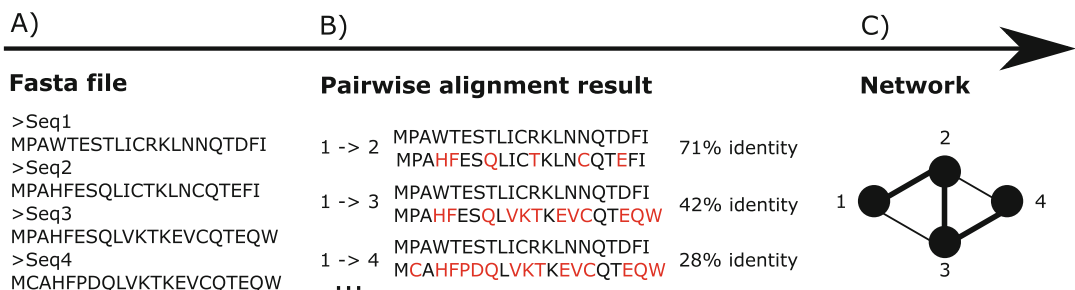 A)
B)
C)
Fasta file
Pairwise alignment result
Network
>Seq1
MPAWTESTLICRKLNNQTDFI
>Seq2
MPAHFESQLICTKLNCQTEFI
>Seq3
MPAHFESQLVKTKEVCQTEQW
>Seq4
MCAHFPDQLVKTKEVCQTEQW
1 -> 2
MPAWTESTLICRKLNNQTDFI
MPAHFESQLICTKLNCQTEFI
71% identity
1 -> 3
MPAWTESTLICRKLNNQTDFI
MPAHFESQLVKTKEVCQTEQW
42% identity
1 -> 4
MPAWTESTLICRKLNNQTDFI
MCAHFPDQLVKTKEVCQTEQW
28% identity
...
2
1
4
3